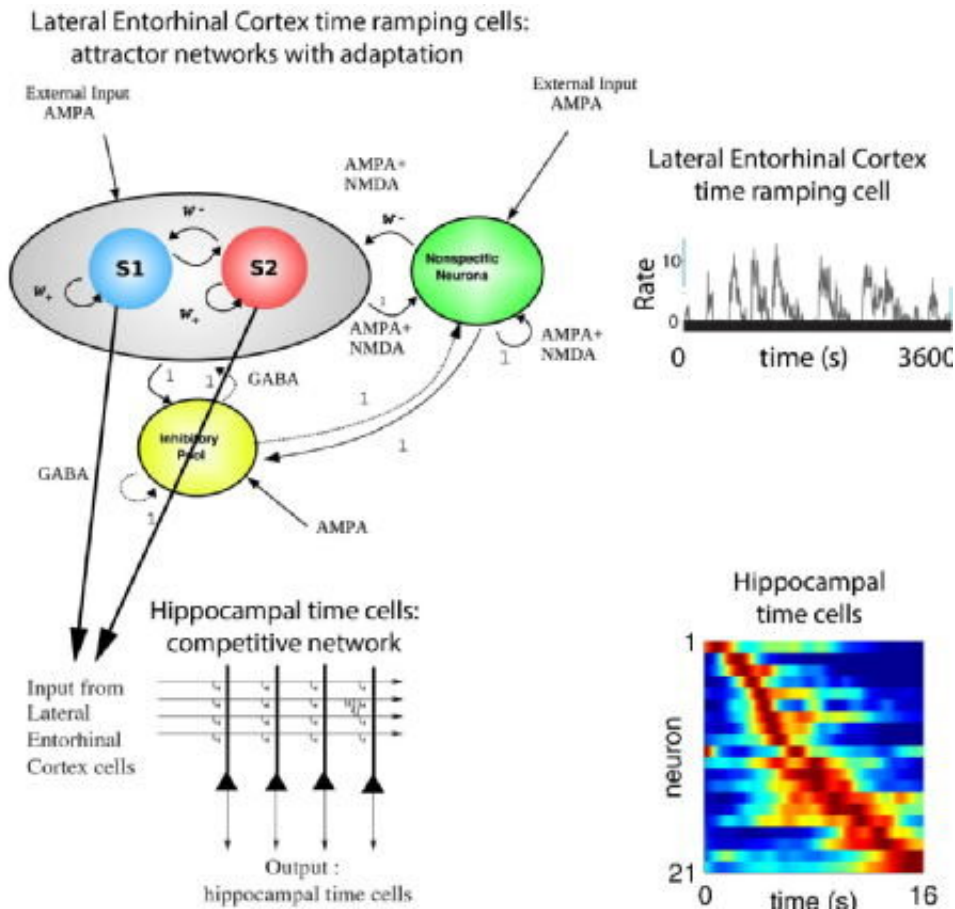 Lateral Entorhinal Cortex time ramping cells:
attractor networks with adaptation
External Input
AMPA
External Input
AMPA
AMPA+
NMDA
w-
w-
S1
S2
w+
w+
Nonspecific
Neurons
1
AMPA+
NMDA
AMPA+
NMDA
1
1
1
GABA
1
1
Inhibitory
Pool
GABA
1
AMPA
Lateral Entorhinal Cortex
time ramping cell
Rate
10
0
0
time (s)
3600
Hippocampal time cells:
competitive network
Input from
Lateral
Entorhinal
Cortex cells
Output :
hippocampal time cells
Hippocampal
time cells
1
neuron
21
0
time (s)
16